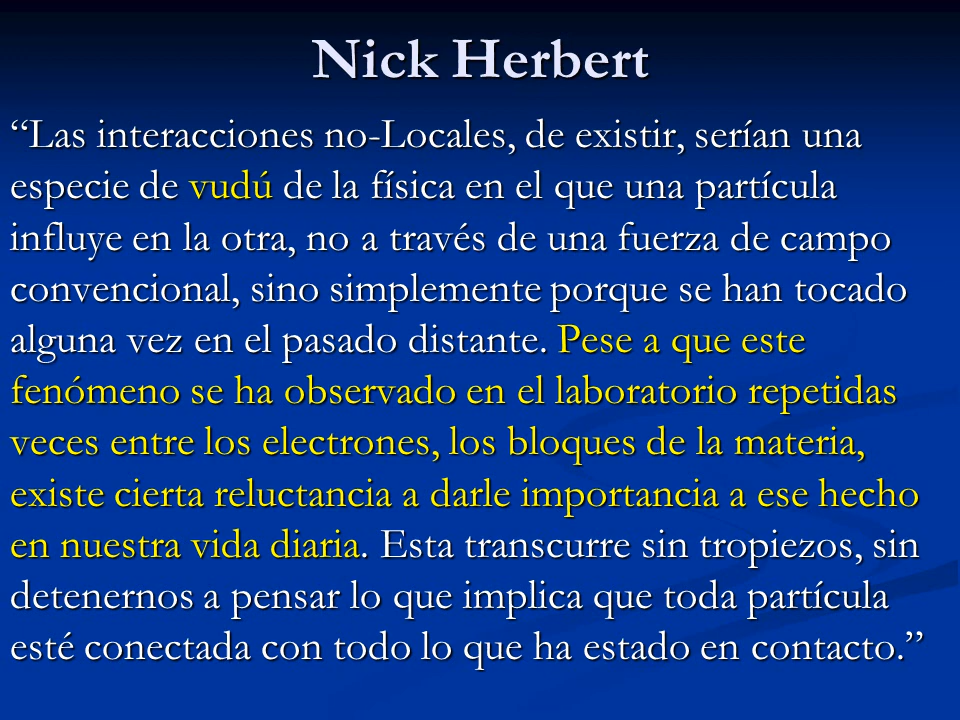 Nick Herbert
“Las interacciones no-Locales, de existir, serían una
especie de vudú de la física en el que una partícula
influye en la otra, no a través de una fuerza de campo
convencional, sino simplemente porque se han tocado
alguna vez en el pasado distante. Pese a que este
fenómeno se ha observado en el laboratorio repetidas
veces entre los electrones, los bloques de la materia,
existe cierta reluctancia a darle importancia a ese hecho
en nuestra vida diaria. Esta transcurre sin tropiezos, sin
detenernos a pensar lo que implica que toda partícula
esté conectada con todo lo que ha estado en contacto.”